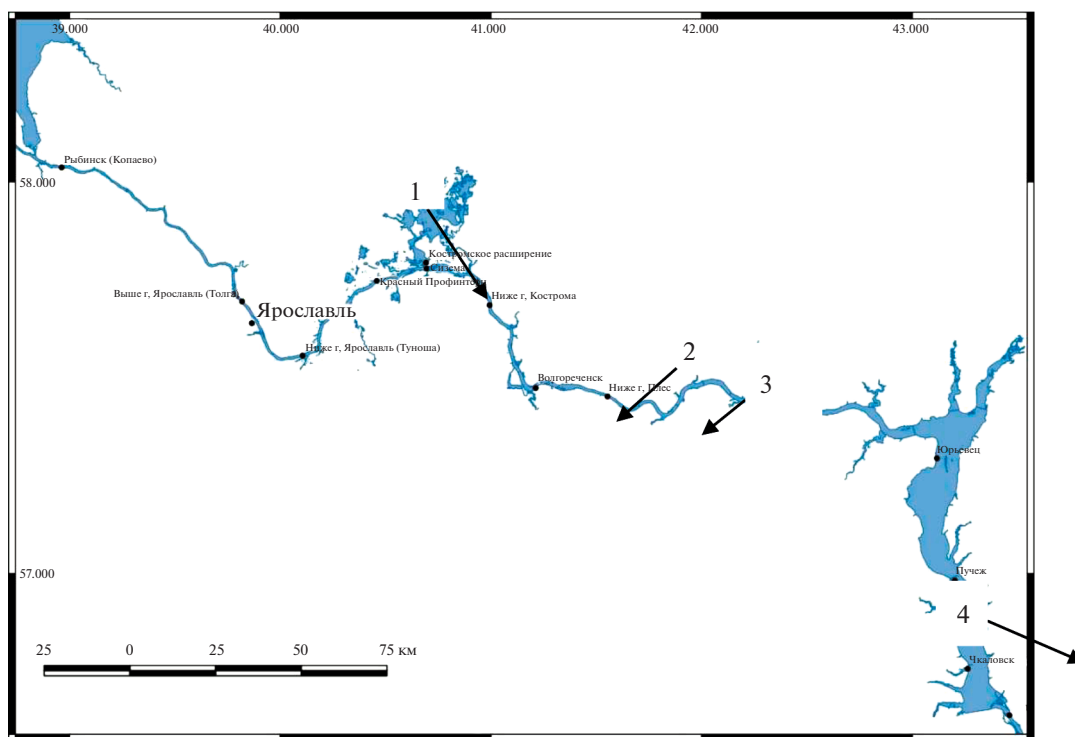 39.000 40.000 41.000 42.000 43.000
Рыбинск (Копаево)
58.000
1
Костромское расширение
Сизема
Красный Профинтерн
Выше г, Ярославль (Толга)
Ниже г, Кострома
Ярославль
Ниже г, Ярославль (Туноша)
2
3
Волгореченск
Ниже г, Плес
Юрьевец
57.000
Пучеж
4
25 0 25 50 75 км
Чкаловск